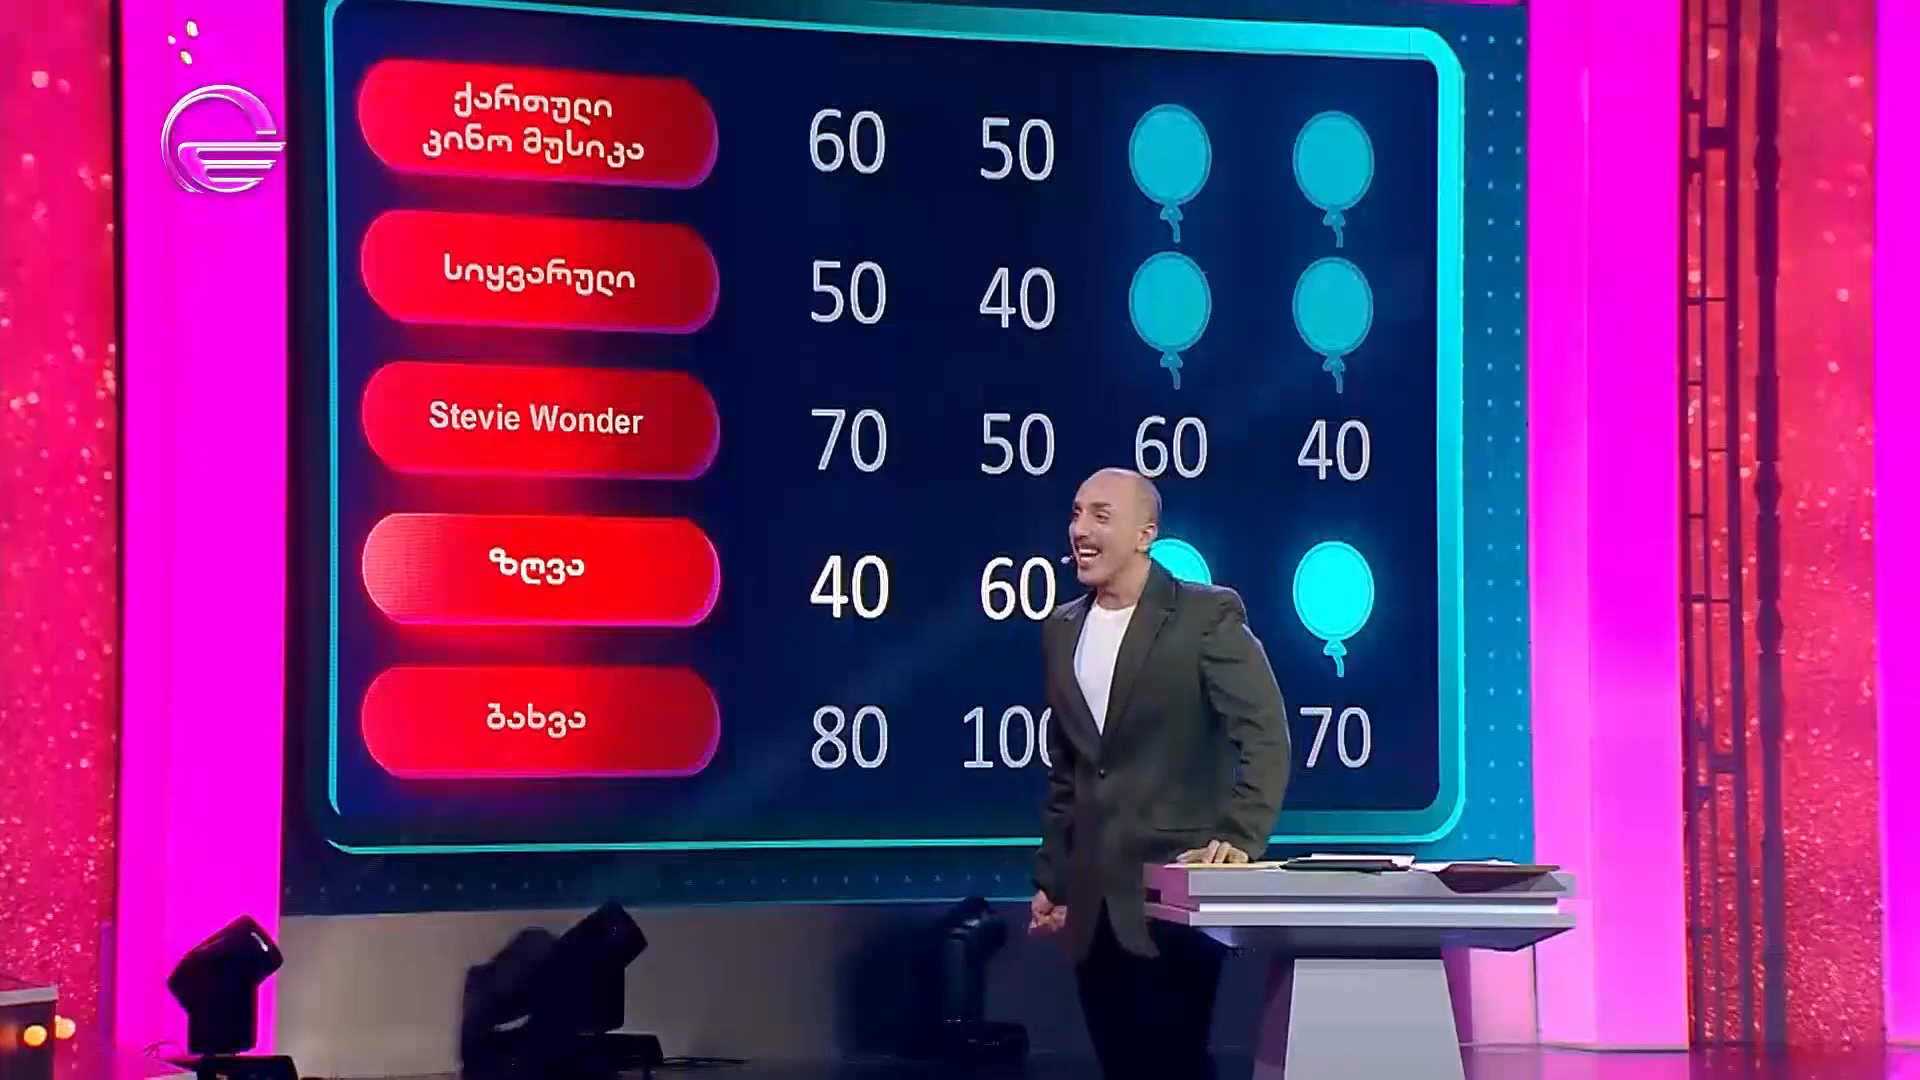 ქართული
კინო მუსიკა
60 50
სიყვარული
50 40
Stevie Wonder
70 50 60 40
ზღვა
40 60
ბახვა
80 100 70